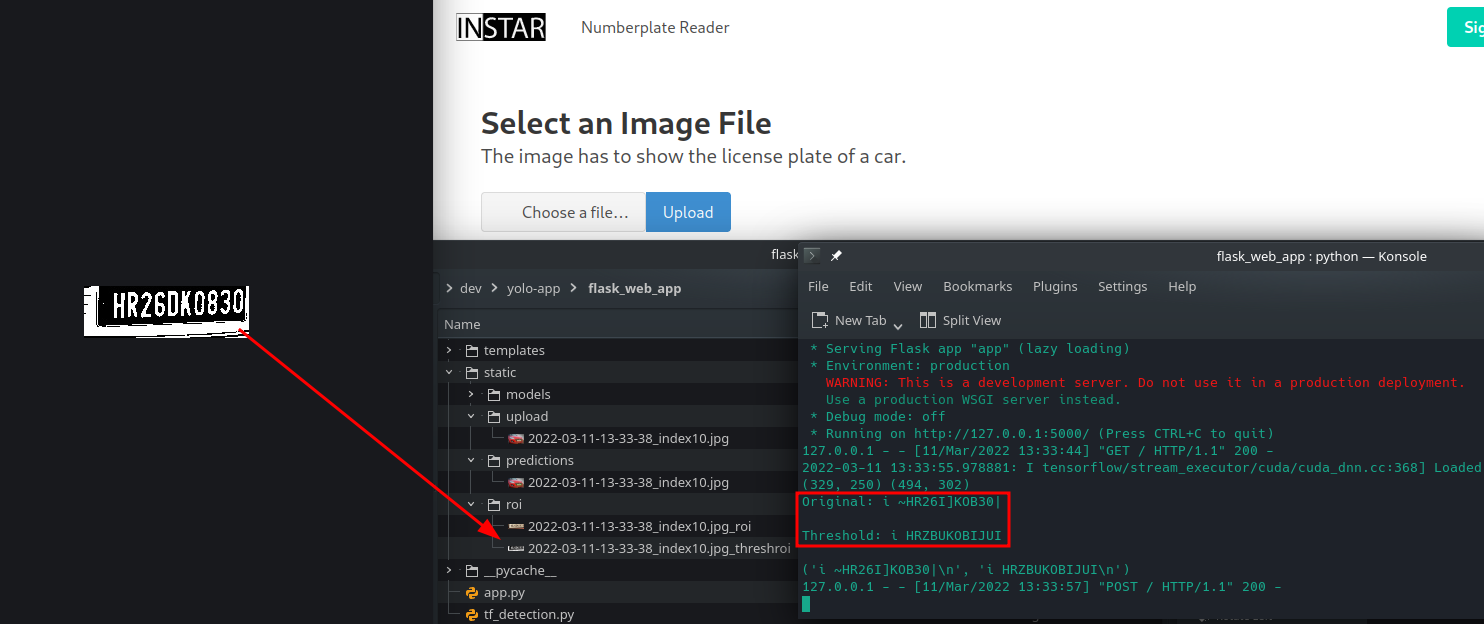 HR26DK0830
INSTAR
Numberplate Reader
Select an Image File
The image has to show the license plate of a car.
Choose a file...
Upload
dev
yolo-app
flask_web_app
Name
templates
static
models
upload
2022-03-11-13-33-38_index10.jpg
predictions
2022-03-11-13-33-38_index10.jpg
roi
2022-03-11-13-33-38_index10.jpg_roi
2022-03-11-13-33-38_index10.jpg_threshroi
__pycache__
app.py
tf_detection.py
flask_web_app : python — Konsole
File Edit View Bookmarks Plugins Settings Help
New Tab Split View
* Serving Flask app "app" (lazy loading)
* Environment: production
WARNING: This is a development server. Do not use it in a production deployment.
Use a production WSGI server instead.
* Debug mode: off
* Running on http://127.0.0.1:5000/ (Press CTRL+C to quit)
127.0.0.1 - - [11/Mar/2022 13:33:44] "GET / HTTP/1.1" 200 -
2022-03-11 13:33:55.978881: I tensorflow/stream_executor/cuda/cuda_dnn.cc:368] Loaded
(329, 250) (494, 302)
Original: i ~HR26I]KOB30|
Threshold: i HRZBUKOBIJUI
('i ~HR26I]KOB30|\n', 'i HRZBUKOBIJUI\n')
127.0.0.1 - - [11/Mar/2022 13:33:57] "POST / HTTP/1.1" 200 -